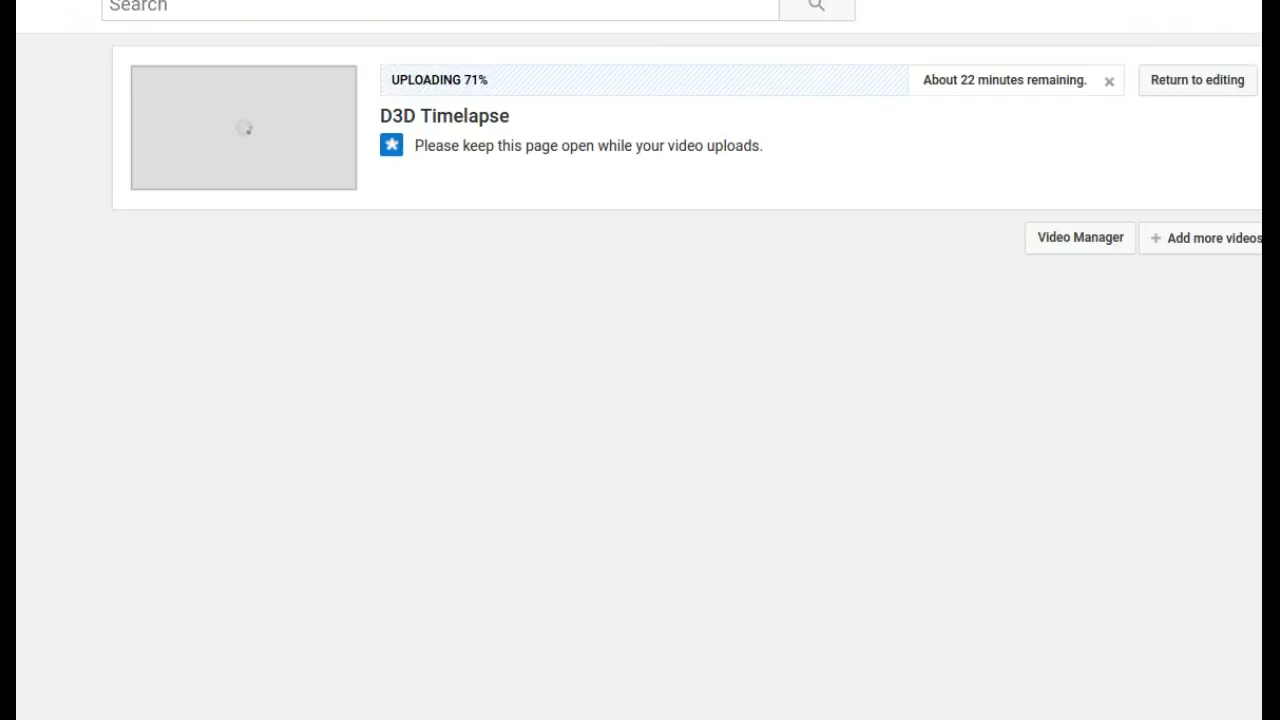 Search
UPLOADING 71%
About 22 minutes remaining.
Return to editing
D3D Timelapse
Please keep this page open while your video uploads.
Video Manager
+ Add more videos